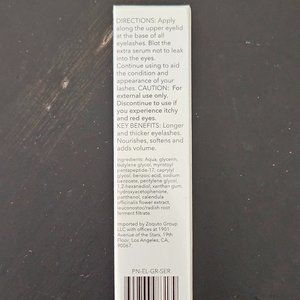 DIRECTIONS: Apply
along the upper eyelid
at the base of all
eyelashes. Blot the
extra serum not to leak
into the eyes.
Continue using to aid
the condition and
appearance of your
lashes. CAUTION: For
external use only.
Discontinue to use if
you experience itchy
and red eyes.
KEY BENEFITS: Longer
and thicker eyelashes.
Nourishes, softens and
adds volume.
Ingredients: Aqua, glycerin,
butylene glycol, myristoyl
pentapeptide-17, caprylyl
glycol, benzoic acid, sodium
benzoate, pentylene glycol,
1,2-hexanediol, xanthan gum,
hydroxyacetophenone,
panthenol, calendula
officinalis flower extract,
leuconostoc/radish root
ferment filtrate.
Imported by Zoques Group
LLC with offices at 1901
Avenue of the Stars, 19th
Floor, Los Angeles, CA,
90067.
PN-EL-GR-SER